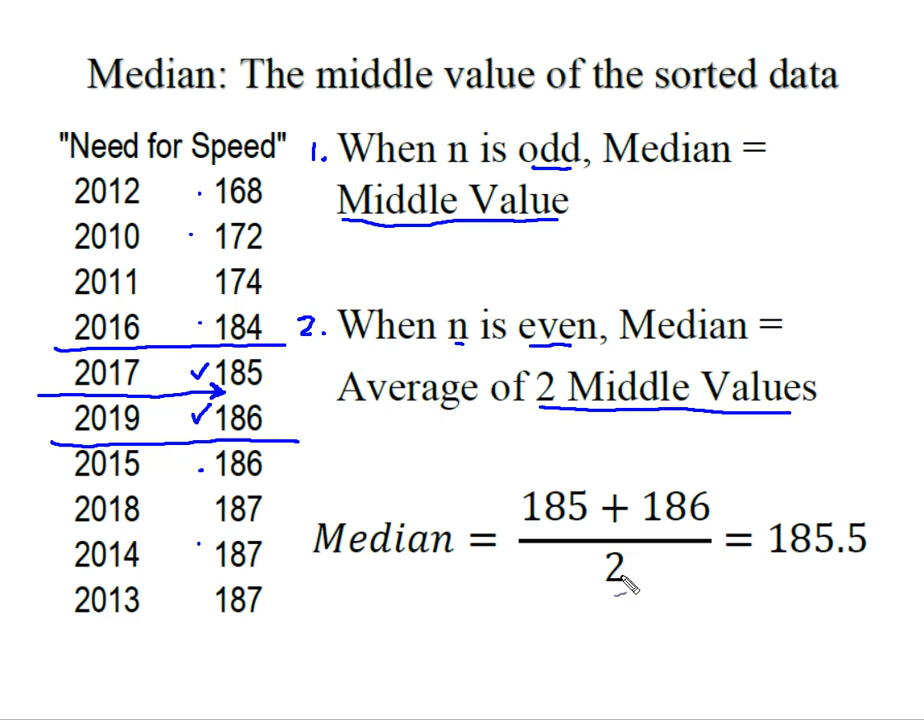 Median: The middle value of the sorted data
"Need for Speed"
2012 168
2010 172
2011 174
2016 184
2017 185
2019 186
2015 186
2018 187
2014 187
2013 187
1. When n is odd, Median =
Middle Value
2. When n is even, Median =
Average of 2 Middle Values
Median = (185 + 186) / 2 = 185.5